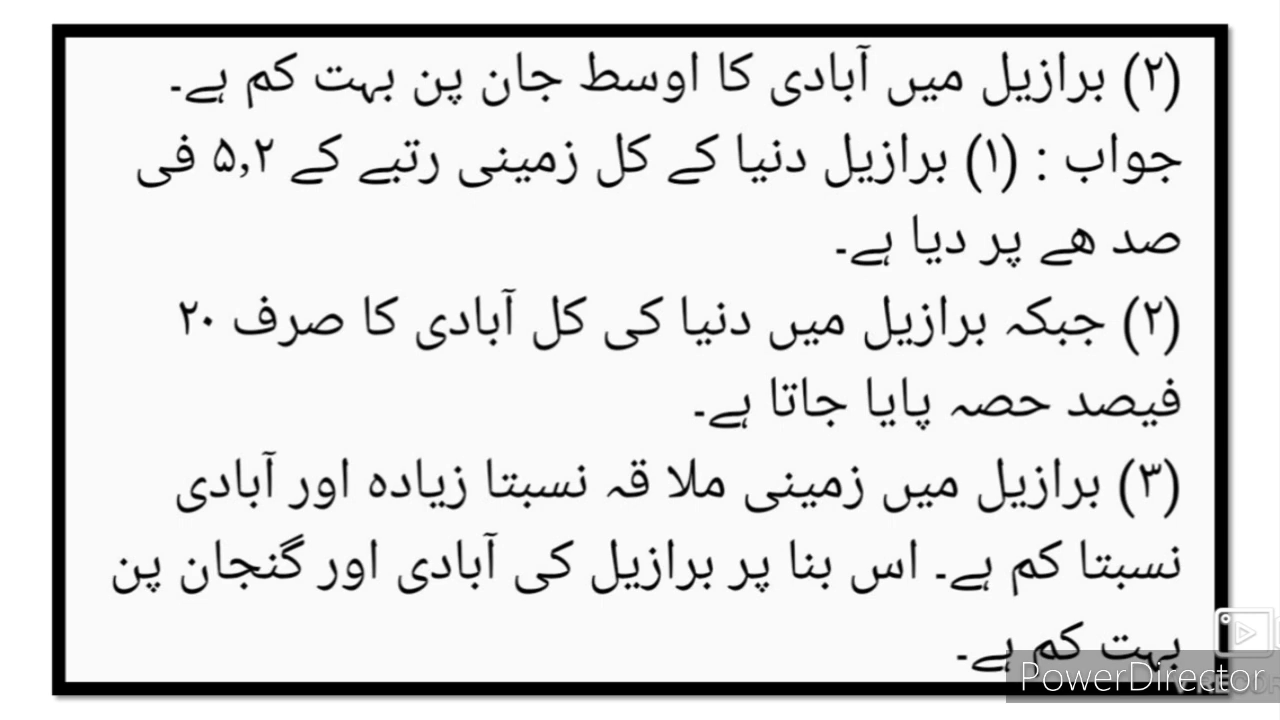 (۲) برازیل میں آبادی کا اوسط جان پن بہت کم ہے۔
جواب : (۱) برازیل دنیا کے کل زمینی رتبے کے ۵,۲ فی
صد ھے پر دیا ہے۔
(۲) جبکہ برازیل میں دنیا کی کل آبادی کا صرف ۲۰
فیصد حصہ پایا جاتا ہے۔
(۳) برازیل میں زمینی ملا قہ نسبتا زیادہ اور آبادی
نسبتا کم ہے۔ اس بنا پر برازیل کی آبادی اور گنجان پن
بہت کم ہے۔
PowerDirector